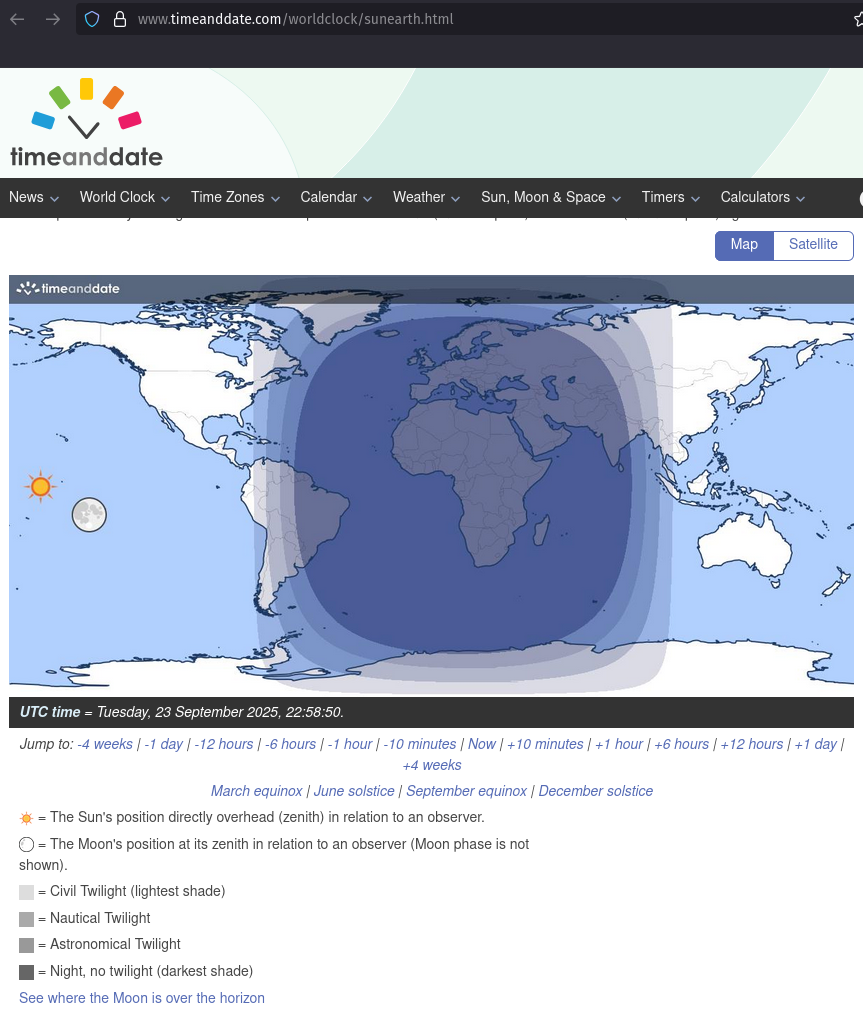 www.timeanddate.com/worldclock/sunearth.html
timeanddate
News World Clock Time Zones Calendar Weather Sun, Moon & Space Timers Calculators
Map Satellite
timeanddate
UTC time = Tuesday, 23 September 2025, 22:58:50.
Jump to: -4 weeks | -1 day | -12 hours | -6 hours | -1 hour | -10 minutes | Now | +10 minutes | +1 hour | +6 hours | +12 hours | +1 day |
+4 weeks
March equinox | June solstice | September equinox | December solstice
= The Sun's position directly overhead (zenith) in relation to an observer.
= The Moon's position at its zenith in relation to an observer (Moon phase is not
shown).
= Civil Twilight (lightest shade)
= Nautical Twilight
= Astronomical Twilight
= Night, no twilight (darkest shade)
See where the Moon is over the horizon